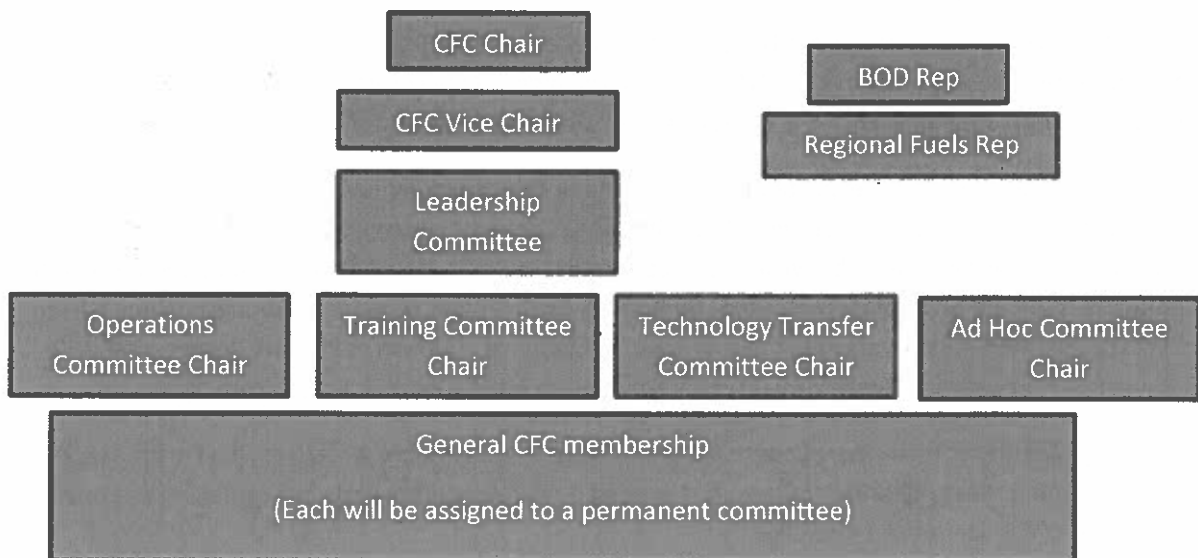 CFC Chair
BOD Rep
CFC Vice Chair
Regional Fuels Rep
Leadership
Committee
Operations
Committee Chair
Training Committee
Chair
Technology Transfer
Committee Chair
Ad Hoc Committee
Chair
General CFC membership
(Each will be assigned to a permanent committee)